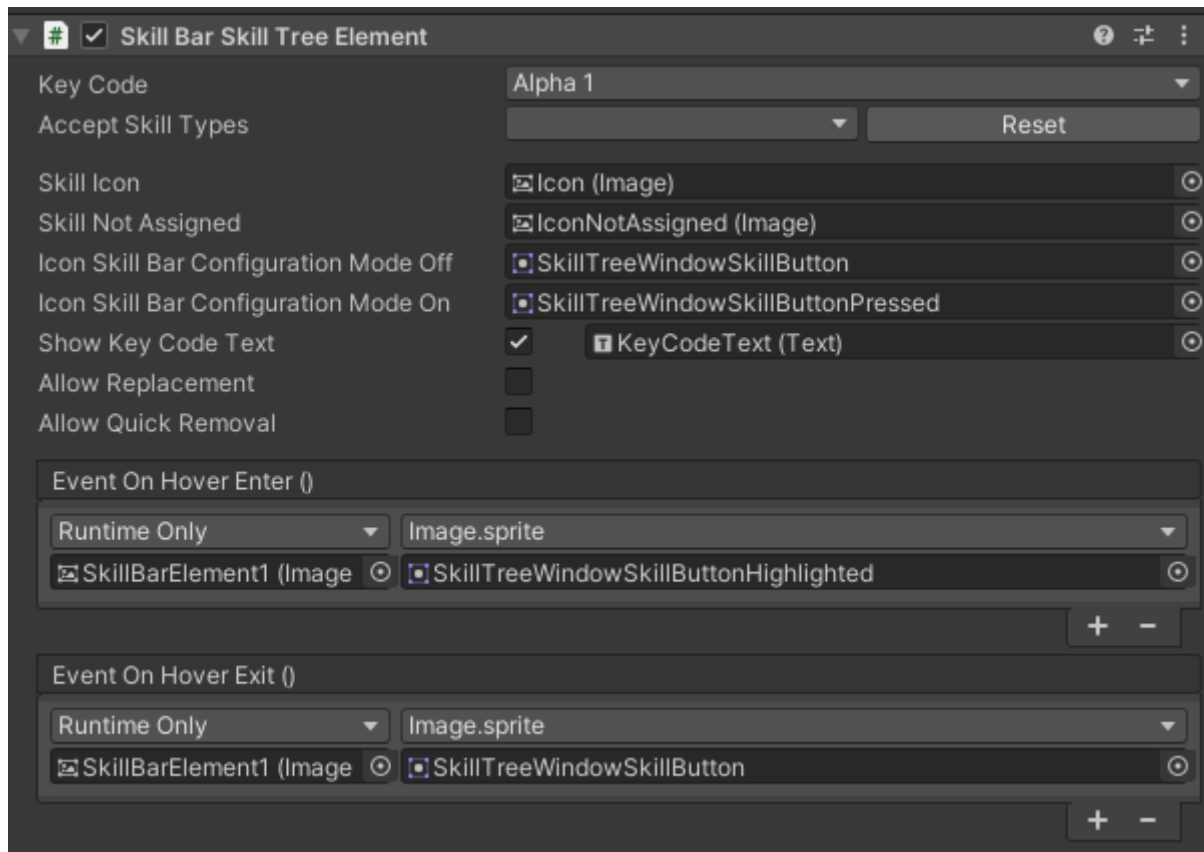 Skill Bar Skill Tree Element
Key Code Alpha 1
Accept Skill Types Reset
Skill Icon Icon (Image)
Skill Not Assigned IconNotAssigned (Image)
Icon Skill Bar Configuration Mode Off SkillTreeWindowSkillButton
Icon Skill Bar Configuration Mode On SkillTreeWindowSkillButtonPressed
Show Key Code Text KeyCodeText (Text)
Allow Replacement
Allow Quick Removal
Event On Hover Enter ()
Runtime Only Image.sprite
SkillBarElement1 (Image SkillTreeWindowSkillButtonHighlighted
+ −
Event On Hover Exit ()
Runtime Only Image.sprite
SkillBarElement1 (Image SkillTreeWindowSkillButton
+ −